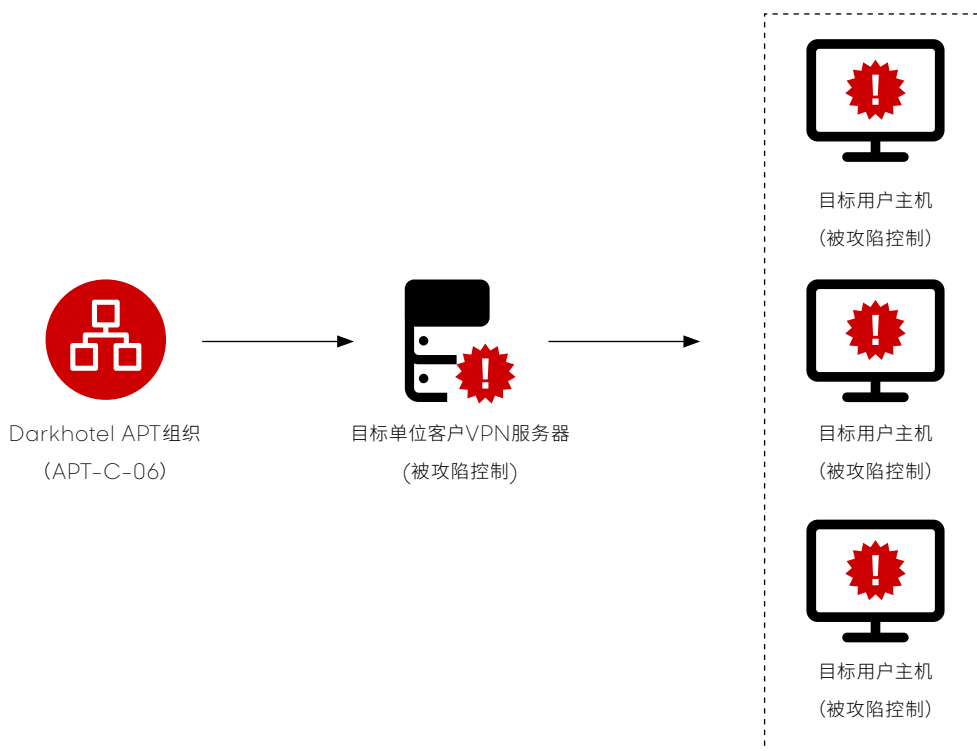 Darkhotel APT组织
（APT-C-06）
目标单位客户VPN服务器
(被攻陷控制)
目标用户主机
（被攻陷控制）
目标用户主机
（被攻陷控制）
目标用户主机
（被攻陷控制）